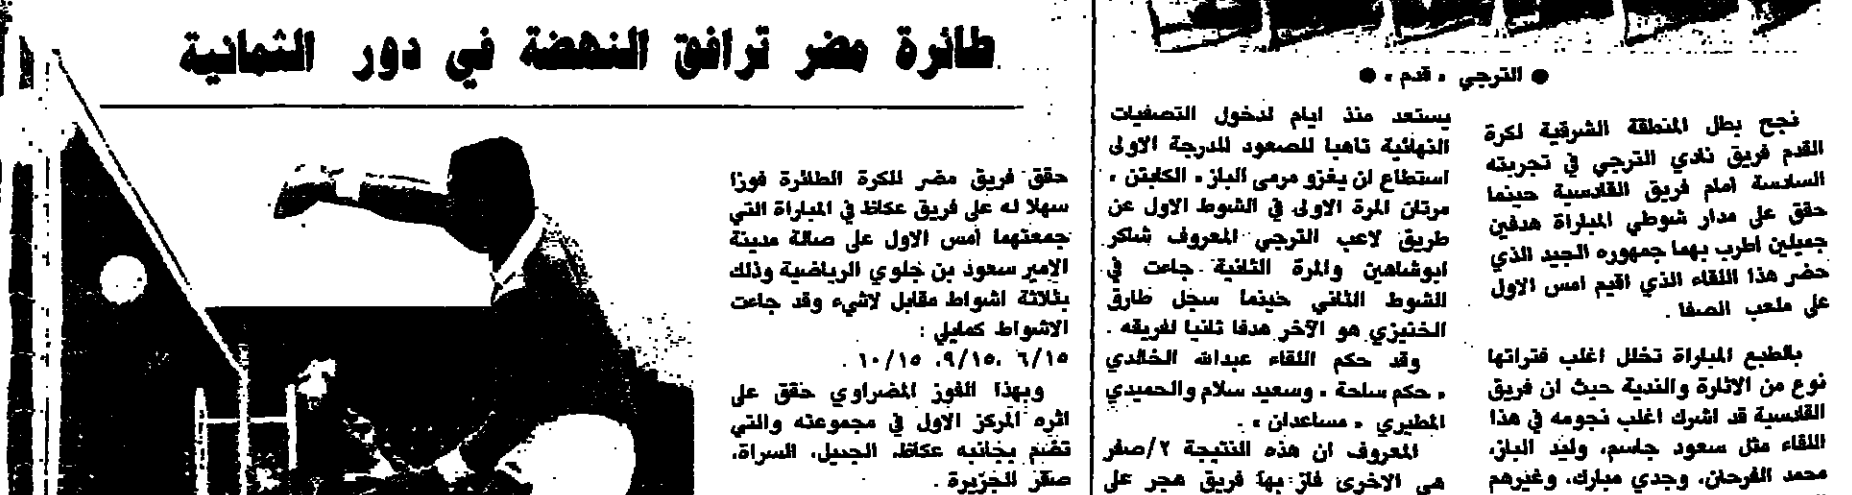 ● الترجي « قدم » ●
نجح بطل المنطقة الشرقية لكرة
القدم فريق نادي الترجي في تجربته
السادسة أمام فريق القادسية حينما
حقق على مدار شوطي المباراة هدفين
جميلين اطرب بهما جمهوره الجيد الذي
حضر هذا اللقاء الذي اقيم امس الاول
على ملعب الصفا .
بالطبع المباراة تخلل اغلب فتراتها
نوع من الاثارة والندية حيث ان فريق
القادسية قد اشرك اغلب نجومه في هذا
اللقاء مثل سعود جاسم، وليد الباز،
محمد الفرحان، وجدي مبارك، وغيرهم
يستعد منذ ايام لدخول التصفيات
النهائية تاهبا للصعود للدرجة الاولى
استطاع ان يغزو مرمى الباز « الكابتن »
مرتان المرة الاولى في الشوط الاول عن
طريق لاعب الترجي المعروف شاكر
ابوشاهين والمرة الثانية جاءت في
الشوط الثاني حينما سجل طارق
الخنيزي هو الآخر هدفا ثانيا لفريقه .
وقد حكم اللقاء عبدالله الخالدي
« حكم ساحة » وسعيد سلام والحميدي
المطيري « مساعدان » .
المعروف ان هذه النتيجة ٢/صفر
هي الاخرى فاز بها فريق هجر على
طائرة مضر ترافق النهضة في دور الثمانية
حقق فريق مضر للكرة الطائرة فوزا
سهلا له على فريق عكاظ في المباراة التي
جمعتهما أمس الاول على صالة مدينة
الامير سعود بن جلوي الرياضية وذلك
بثلاثة اشواط مقابل لاشيء وقد جاءت
الاشواط كمايلي :
٦/١٥ ،٩/١٥، ١٠/١٥ .
وبهذا الفوز المضراوي حقق على
اثره المركز الاول في مجموعته والتي
تضم بجانبه عكاظ، الجبيل، السراة،
صقر الجزيرة .